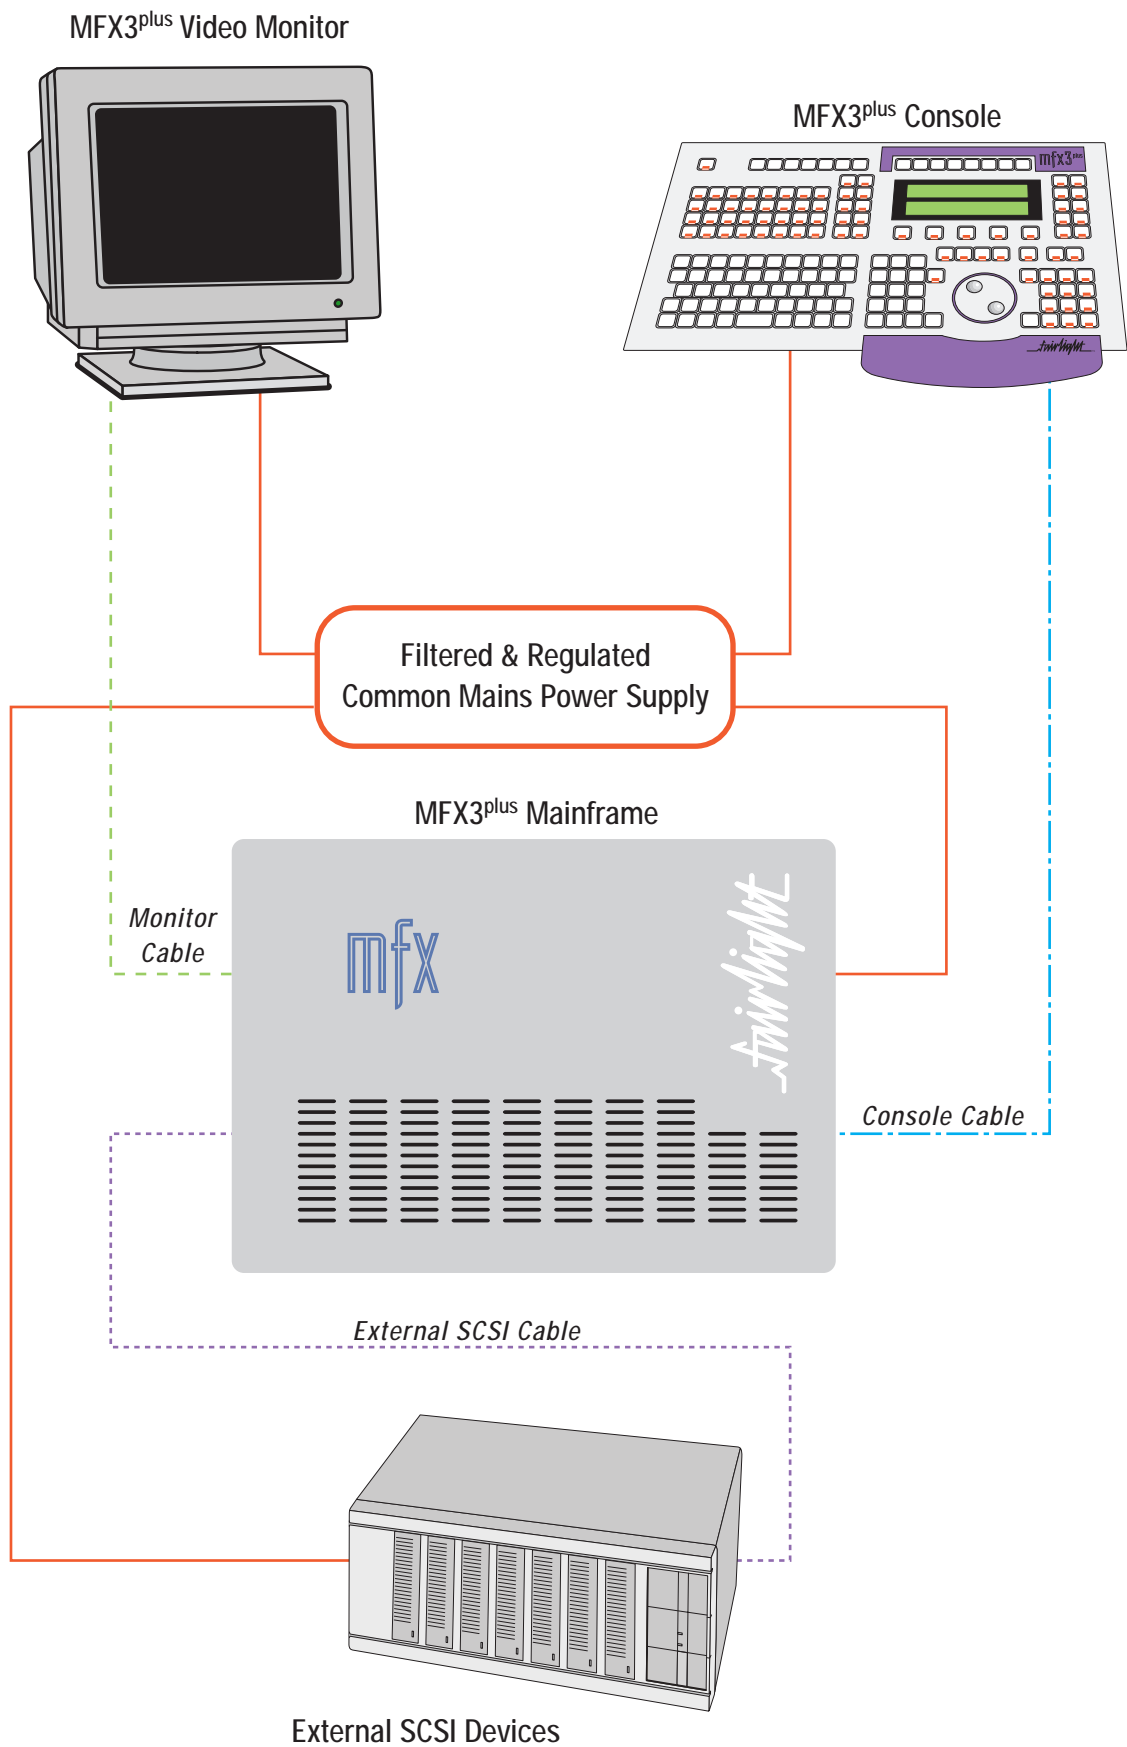 MFX3plus Video Monitor
MFX3plus Console
mfx3plus
fairlight
Filtered & Regulated
Common Mains Power Supply
MFX3plus Mainframe
Monitor
Cable
mfx
fairlight
Console Cable
External SCSI Cable
External SCSI Devices